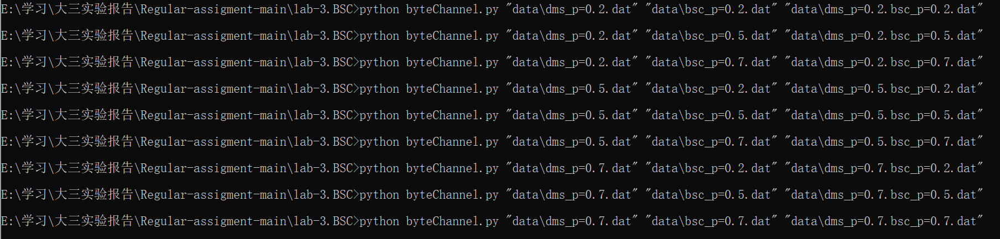 E:\学习\大三实验报告\Regular-assigment-main\lab-3.BSC>python byteChannel.py "data\dms_p=0.2.dat" "data\bsc_p=0.2.dat" "data\dms_p=0.2.bsc_p=0.2.dat"
E:\学习\大三实验报告\Regular-assigment-main\lab-3.BSC>python byteChannel.py "data\dms_p=0.2.dat" "data\bsc_p=0.5.dat" "data\dms_p=0.2.bsc_p=0.5.dat"
E:\学习\大三实验报告\Regular-assigment-main\lab-3.BSC>python byteChannel.py "data\dms_p=0.2.dat" "data\bsc_p=0.7.dat" "data\dms_p=0.2.bsc_p=0.7.dat"
E:\学习\大三实验报告\Regular-assigment-main\lab-3.BSC>python byteChannel.py "data\dms_p=0.5.dat" "data\bsc_p=0.2.dat" "data\dms_p=0.5.bsc_p=0.2.dat"
E:\学习\大三实验报告\Regular-assigment-main\lab-3.BSC>python byteChannel.py "data\dms_p=0.5.dat" "data\bsc_p=0.5.dat" "data\dms_p=0.5.bsc_p=0.5.dat"
E:\学习\大三实验报告\Regular-assigment-main\lab-3.BSC>python byteChannel.py "data\dms_p=0.5.dat" "data\bsc_p=0.7.dat" "data\dms_p=0.5.bsc_p=0.7.dat"
E:\学习\大三实验报告\Regular-assigment-main\lab-3.BSC>python byteChannel.py "data\dms_p=0.7.dat" "data\bsc_p=0.2.dat" "data\dms_p=0.7.bsc_p=0.2.dat"
E:\学习\大三实验报告\Regular-assigment-main\lab-3.BSC>python byteChannel.py "data\dms_p=0.7.dat" "data\bsc_p=0.5.dat" "data\dms_p=0.7.bsc_p=0.5.dat"
E:\学习\大三实验报告\Regular-assigment-main\lab-3.BSC>python byteChannel.py "data\dms_p=0.7.dat" "data\bsc_p=0.7.dat" "data\dms_p=0.7.bsc_p=0.7.dat"